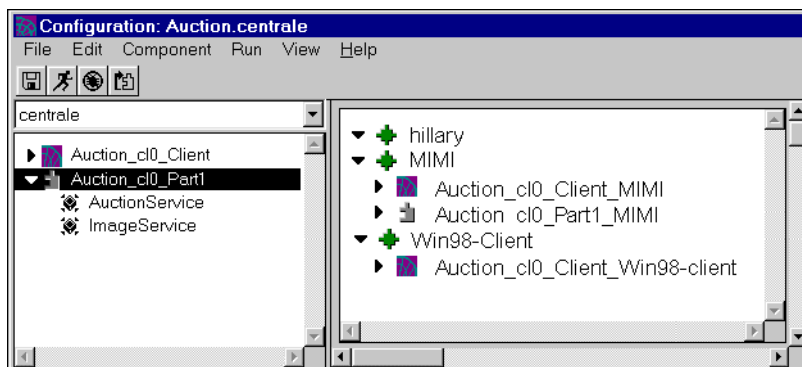 Configuration: Auction.centrale
File Edit Component Run View Help
centrale
Auction_cl0_Client
Auction_cl0_Part1
AuctionService
ImageService
hillary
MIMI
Auction_cl0_Client_MIMI
Auction_cl0_Part1_MIMI
Win98-Client
Auction_cl0_Client_Win98-client